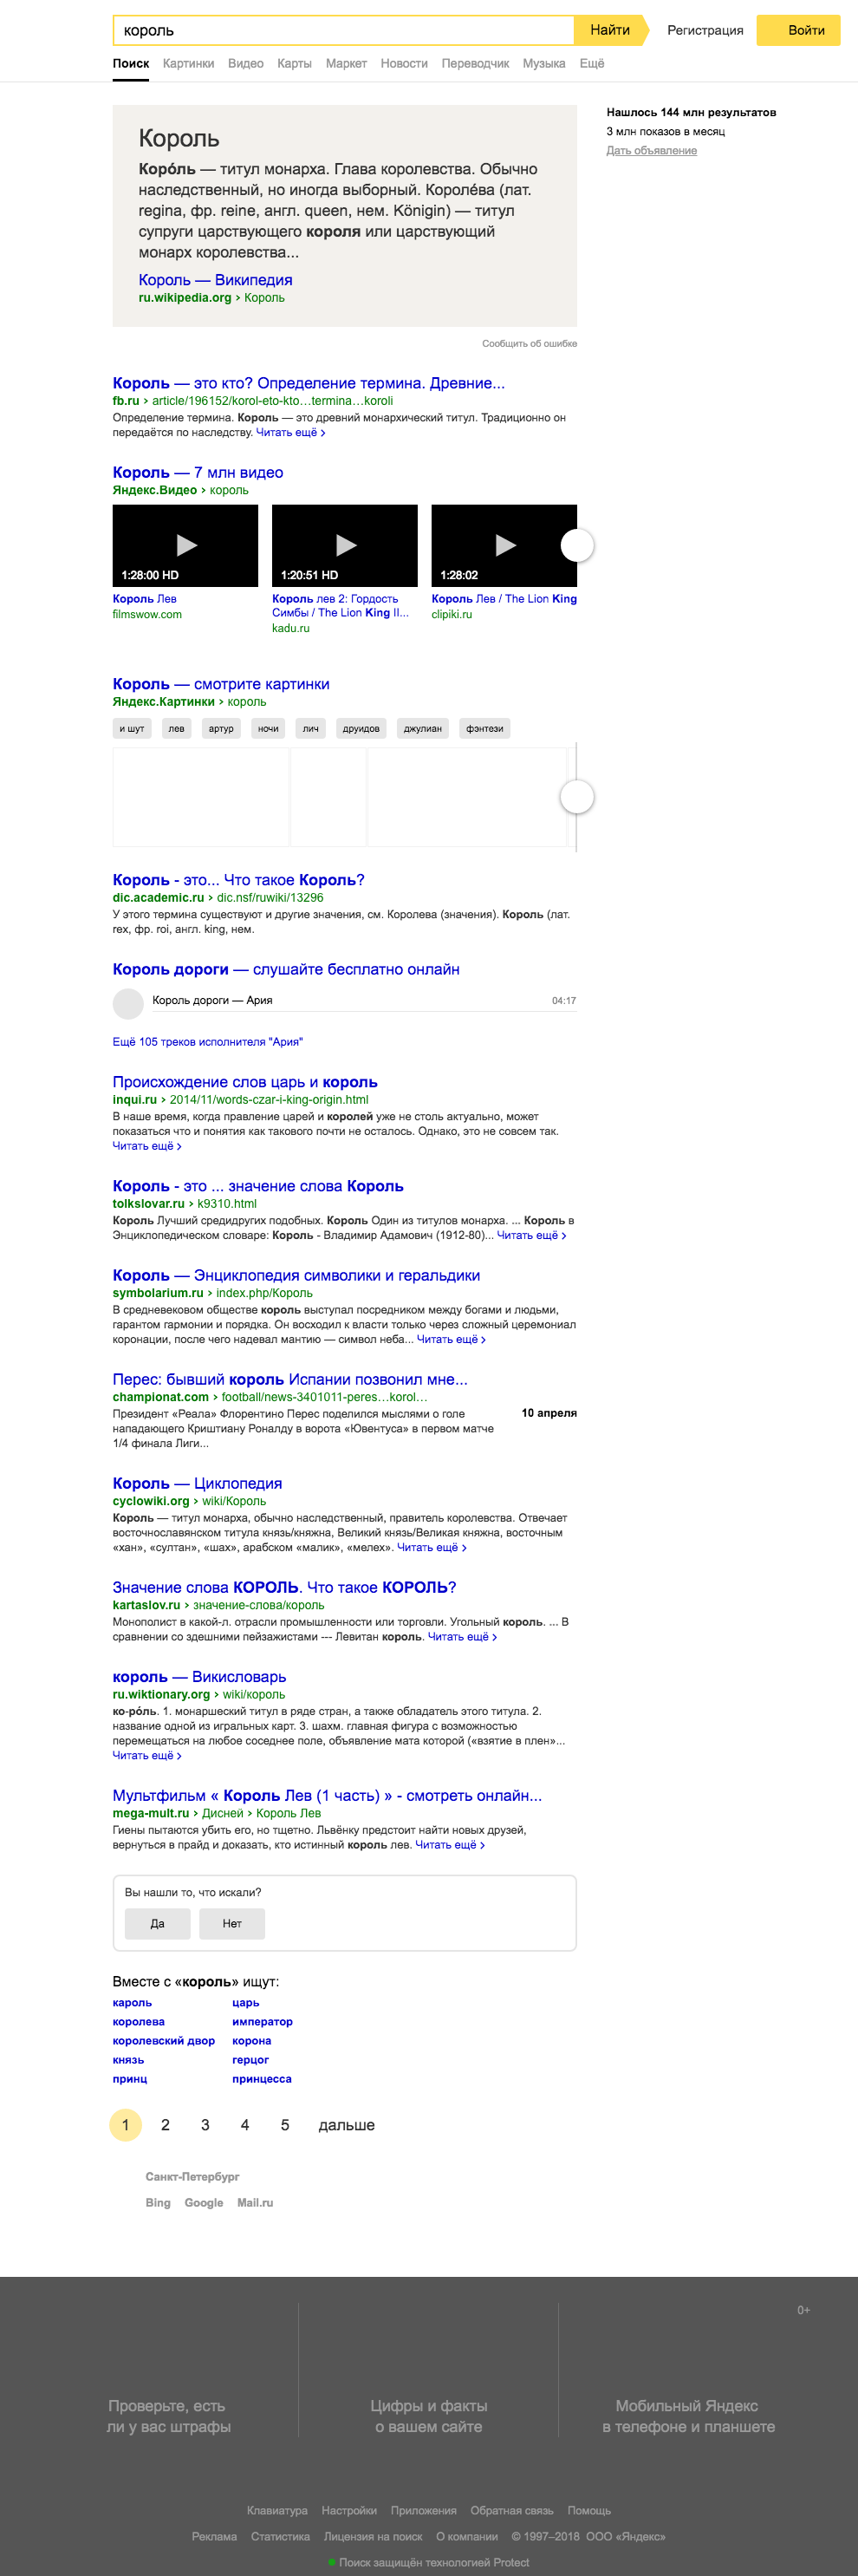 король
Найти
Регистрация
Войти
Поиск Картинки Видео Карты Маркет Новости Переводчик Музыка Ещё
Нашлось 144 млн результатов
3 млн показов в месяц
Дать объявление
Король
Коро́ль — титул монарха. Глава королевства. Обычно
наследственный, но иногда выборный. Короле́ва (лат.
regina, фр. reine, англ. queen, нем. Königin) — титул
супруги царствующего короля или царствующий
монарх королевства...
Король — Википедия
ru.wikipedia.org › Король
Сообщить об ошибке
Король — это кто? Определение термина. Древние...
fb.ru › article/196152/korol-eto-kto…termina…koroli
Определение термина. Король — это древний монархический титул. Традиционно он
передаётся по наследству. Читать ещё ›
Король — 7 млн видео
Яндекс.Видео › король
1:28:00 HD
1:20:51 HD
1:28:02
Король Лев
filmswow.com
Король лев 2: Гордость
Симбы / The Lion King II...
kadu.ru
Король Лев / The Lion King
clipiki.ru
Король — смотрите картинки
Яндекс.Картинки › король
и шут лев артур ночи лич друидов джулиан фэнтези
Король - это... Что такое Король?
dic.academic.ru › dic.nsf/ruwiki/13296
У этого термина существуют и другие значения, см. Королева (значения). Король (лат.
rex, фр. roi, англ. king, нем.
Король дороги — слушайте бесплатно онлайн
Король дороги — Ария 04:17
Ещё 105 треков исполнителя "Ария"
Происхождение слов царь и король
inqui.ru › 2014/11/words-czar-i-king-origin.html
В наше время, когда правление царей и королей уже не столь актуально, может
показаться что и понятия как такового почти не осталось. Однако, это не совсем так.
Читать ещё ›
Король - это ... значение слова Король
tolkslovar.ru › k9310.html
Король Лучший средидругих подобных. Король Один из титулов монарха. ... Король в
Энциклопедическом словаре: Король - Владимир Адамович (1912-80)... Читать ещё ›
Король — Энциклопедия символики и геральдики
symbolarium.ru › index.php/Король
В средневековом обществе король выступал посредником между богами и людьми,
гарантом гармонии и порядка. Он восходил к власти только через сложный церемониал
коронации, после чего надевал мантию — символ неба... Читать ещё ›
Перес: бывший король Испании позвонил мне...
championat.com › football/news-3401011-peres…korol…
10 апреля
Президент «Реала» Флорентино Перес поделился мыслями о голе
нападающего Криштиану Роналду в ворота «Ювентуса» в первом матче
1/4 финала Лиги...
Король — Циклопедия
cyclowiki.org › wiki/Король
Король — титул монарха, обычно наследственный, правитель королевства. Отвечает
восточнославянском титула князь/княжна, Великий князь/Великая княжна, восточным
«хан», «султан», «шах», арабском «малик», «мелех». Читать ещё ›
Значение слова КОРОЛЬ. Что такое КОРОЛЬ?
kartaslov.ru › значение-слова/король
Монополист в какой-л. отрасли промышленности или торговли. Угольный король. ... В
сравнении со здешними пейзажистами --- Левитан король. Читать ещё ›
король — Викисловарь
ru.wiktionary.org › wiki/король
ко-ро́ль. 1. монаршеский титул в ряде стран, а также обладатель этого титула. 2.
название одной из игральных карт. 3. шахм. главная фигура с возможностью
перемещаться на любое соседнее поле, объявление мата которой («взятие в плен»...
Читать ещё ›
Мультфильм « Король Лев (1 часть) » - смотреть онлайн...
mega-mult.ru › Дисней › Король Лев
Гиены пытаются убить его, но тщетно. Львёнку предстоит найти новых друзей,
вернуться в прайд и доказать, кто истинный король лев. Читать ещё ›
Вы нашли то, что искали?
Да Нет
Вместе с «король» ищут:
кароль царь
королева император
королевский двор корона
князь герцог
принц принцесса
1 2 3 4 5 дальше
Санкт-Петербург
Bing Google Mail.ru
0+
Проверьте, есть
ли у вас штрафы
Цифры и факты
о вашем сайте
Мобильный Яндекс
в телефоне и планшете
Клавиатура Настройки Приложения Обратная связь Помощь
Реклама Статистика Лицензия на поиск О компании © 1997–2018 ООО «Яндекс»
Поиск защищён технологией Protect